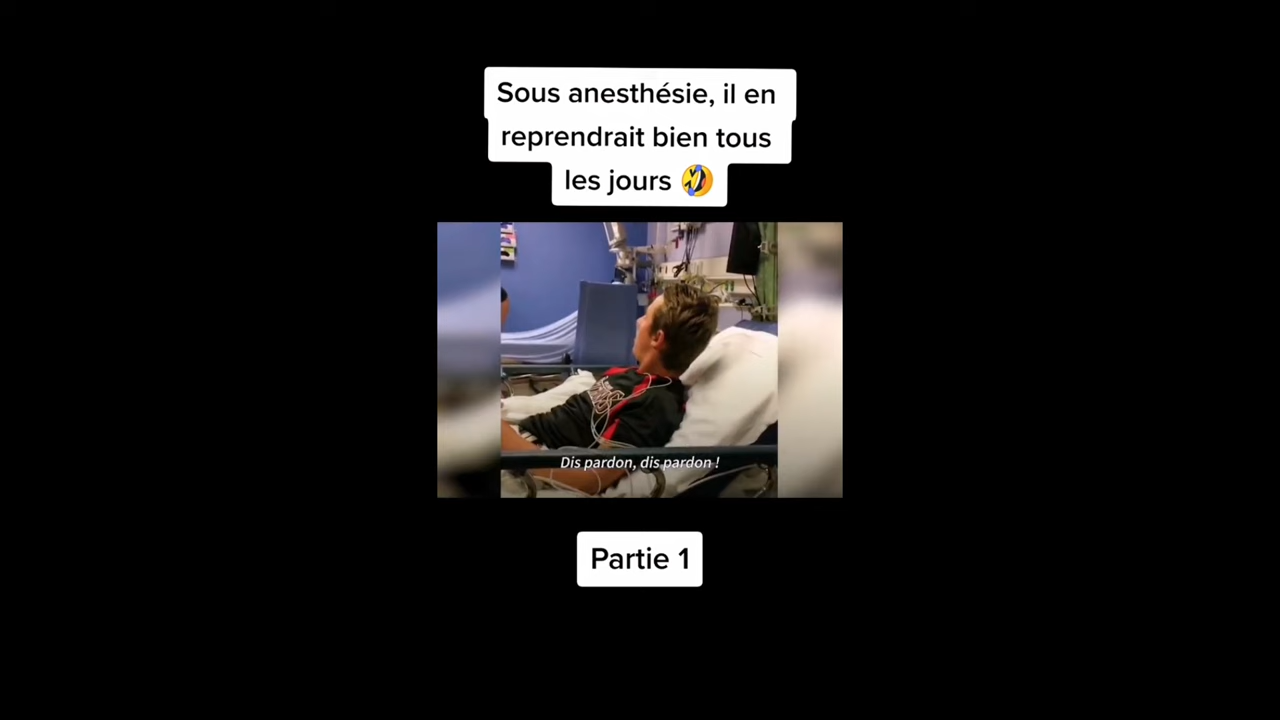 Sous anesthésie, il en
reprendrait bien tous
les jours 🤣
Dis pardon, dis pardon !
Partie 1